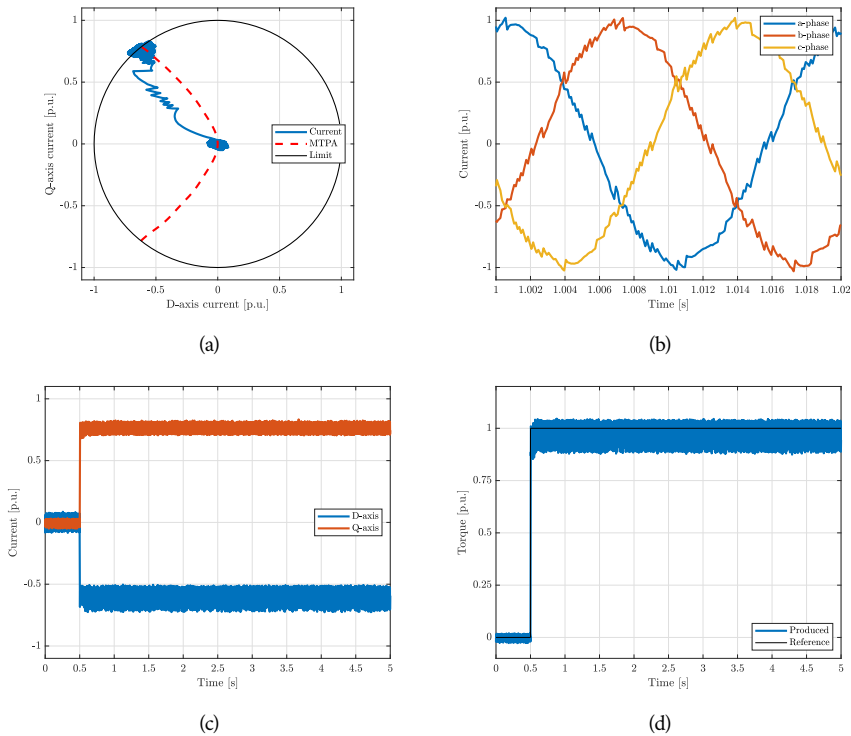 1
0.5
0
-0.5
-1
-1
-0.5
0
0.5
1
Q-axis current [p.u.]
D-axis current [p.u.]
Current
MTPA
Limit
(a)
1
0.5
0
-0.5
-1
1
1.002
1.004
1.006
1.008
1.01
1.012
1.014
1.016
1.018
1.02
Current [p.u.]
Time [s]
a-phase
b-phase
c-phase
(b)
1
0.5
0
-0.5
-1
0
0.5
1
1.5
2
2.5
3
3.5
4
4.5
5
Current [p.u.]
Time [s]
D-axis
Q-axis
(c)
1
0.75
0.5
0.25
0
0
0.5
1
1.5
2
2.5
3
3.5
4
4.5
5
Torque [p.u.]
Time [s]
Produced
Reference
(d)